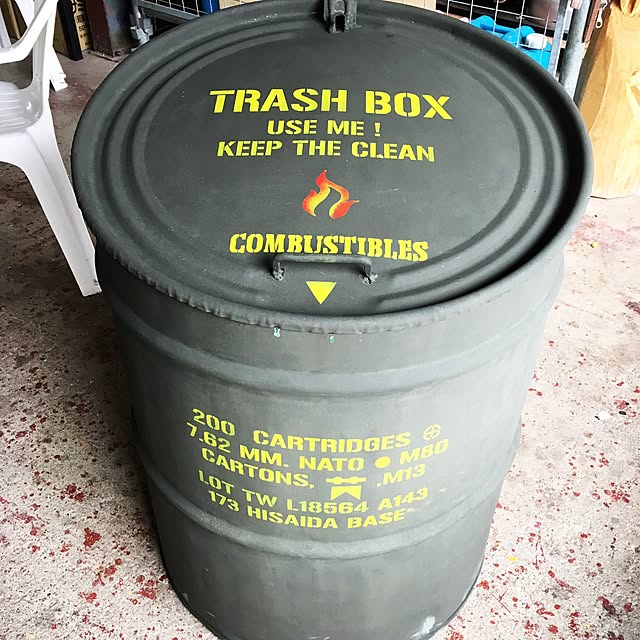 TRASH BOX
USE ME !
KEEP THE CLEAN
COMBUSTIBLES
200 CARTRIDGES
7.62 MM. NATO ● M80
CARTONS, .M13
LOT TW L18564 A143
173 HISAIDA BASE